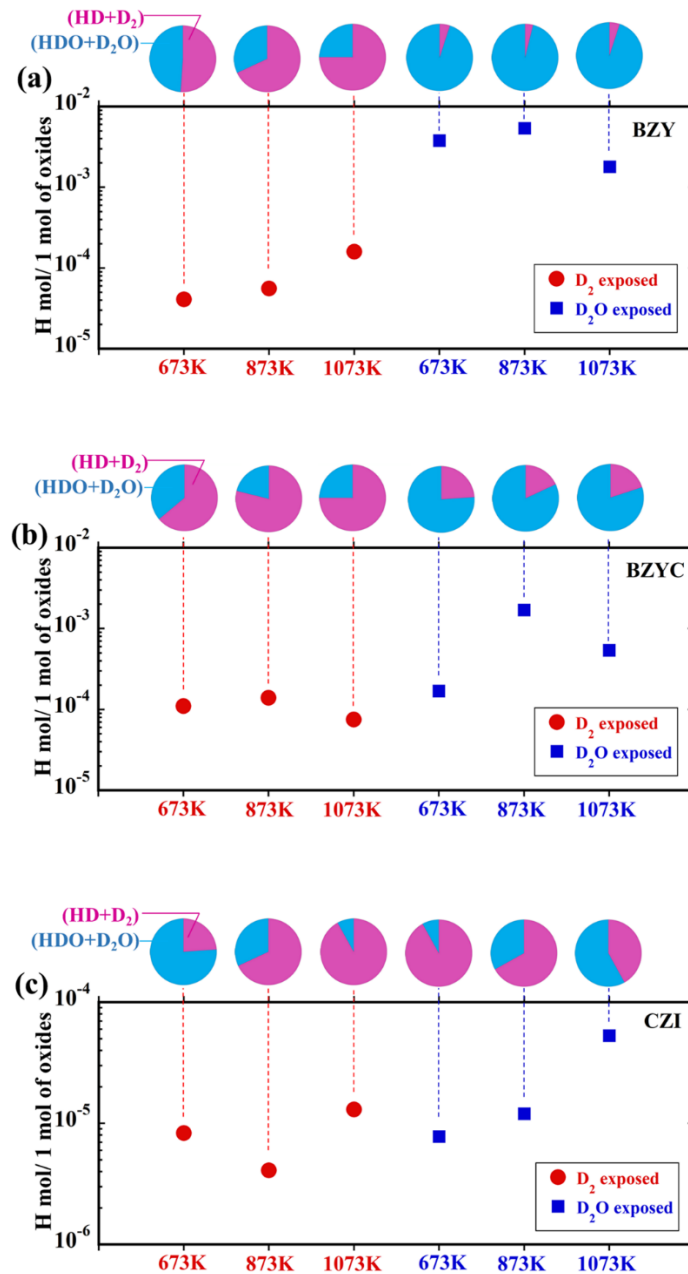 (HD+D₂)
(HDO+D₂O)
(a)
BZY
10⁻²
10⁻³
10⁻⁴
10⁻⁵
H mol/ 1 mol of oxides
D₂ exposed
D₂O exposed
673K 873K 1073K 673K 873K 1073K
(HD+D₂)
(HDO+D₂O)
(b)
BZYC
10⁻²
10⁻³
10⁻⁴
10⁻⁵
H mol/ 1 mol of oxides
D₂ exposed
D₂O exposed
673K 873K 1073K 673K 873K 1073K
(HD+D₂)
(HDO+D₂O)
(c)
CZI
10⁻⁴
10⁻⁵
10⁻⁶
H mol/ 1 mol of oxides
D₂ exposed
D₂O exposed
673K 873K 1073K 673K 873K 1073K